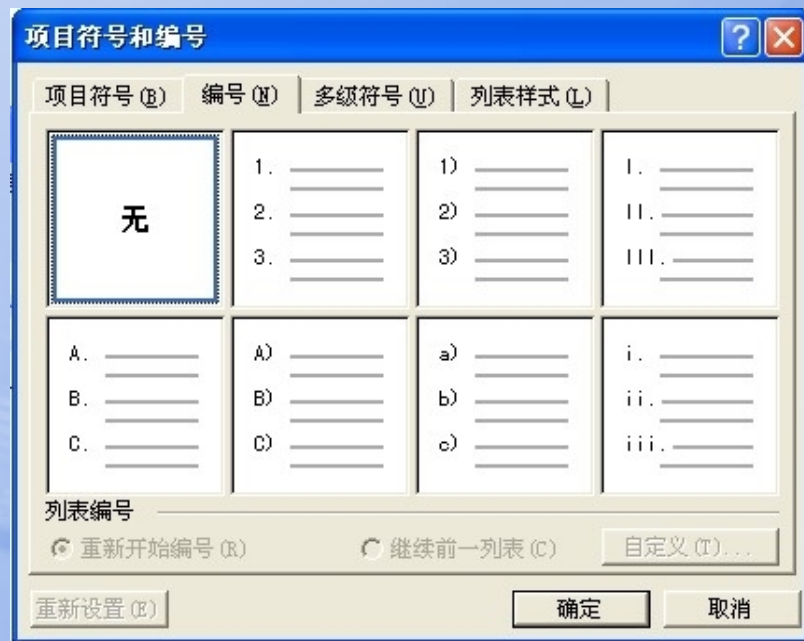 项目符号和编号
项目符号(B) 编号(N) 多级符号(U) 列表样式(L)
无
1.
2.
3.
1)
2)
3)
I.
II.
III.
A.
B.
C.
A)
B)
C)
a)
b)
c)
i.
ii.
iii.
列表编号
重新开始编号(R) 继续前一列表(C) 自定义(T)...
重新设置(E) 确定 取消